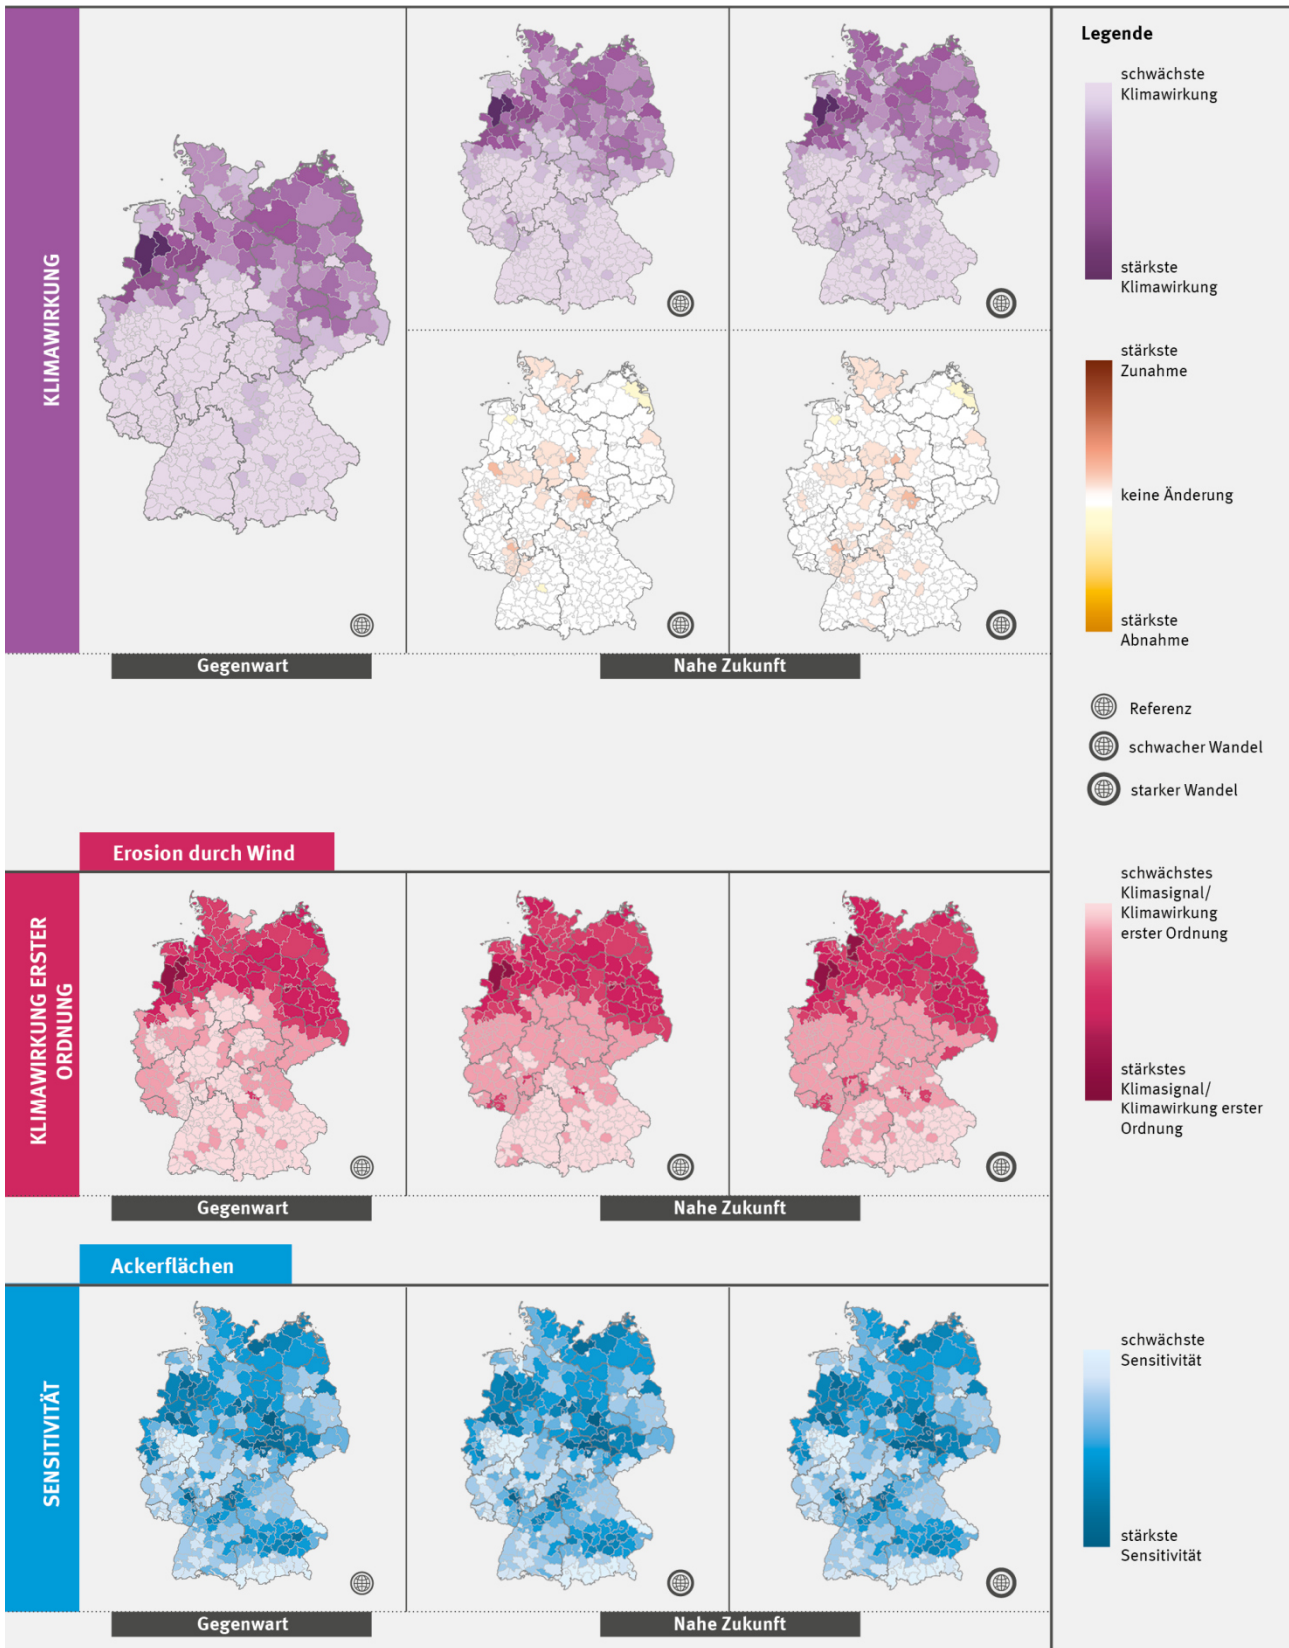 KLIMAWIRKUNG
Gegenwart
Nahe Zukunft
Erosion durch Wind
KLIMAWIRKUNG ERSTER
ORDNUNG
Gegenwart
Nahe Zukunft
Ackerflächen
SENSITIVITÄT
Gegenwart
Nahe Zukunft
Legende
schwächste
Klimawirkung
stärkste
Klimawirkung
stärkste
Zunahme
keine Änderung
stärkste
Abnahme
Referenz
schwacher Wandel
starker Wandel
schwächstes
Klimasignal/
Klimawirkung
erster Ordnung
stärkstes
Klimasignal/
Klimawirkung erster
Ordnung
schwächste
Sensitivität
stärkste
Sensitivität